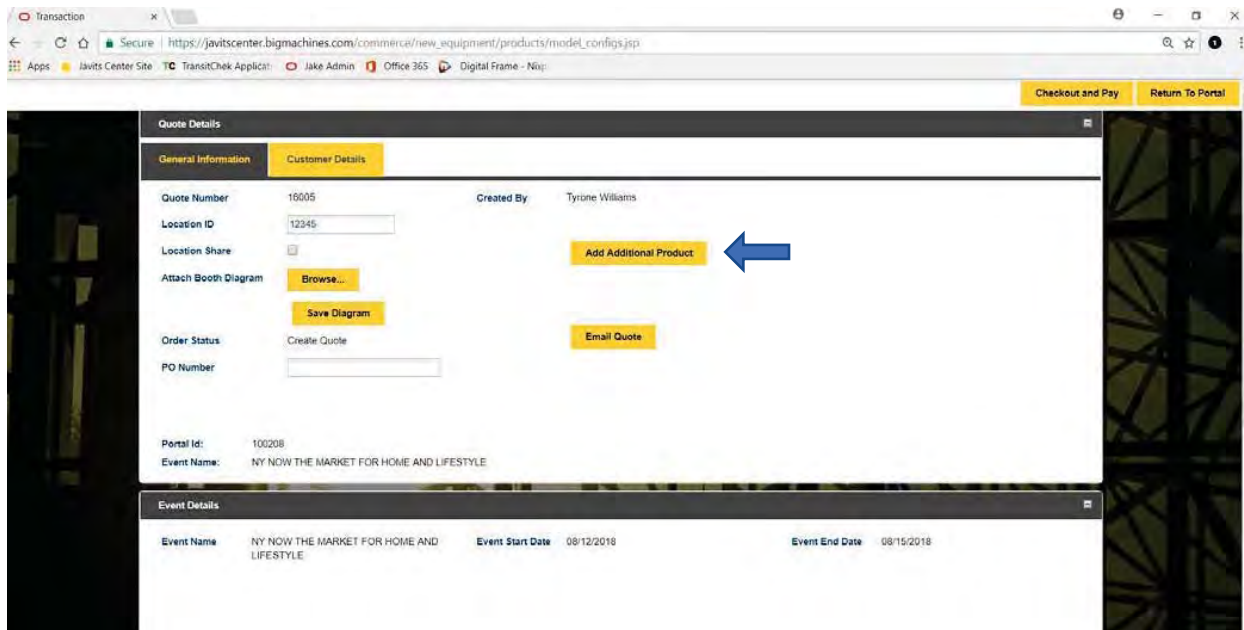 Transaction
Secure https://javitscenter.bigmachines.com/commerce/new_equipment/products/model_configs.jsp
Apps Javits Center Site TC TransitChek Applicat Jake Admin Office 365 Digital Frame - Nix
Checkout and Pay Return To Portal
Quote Details
General Information Customer Details
Quote Number 16005 Created By Tyrone Williams
Location ID 12345
Location Share
Add Additional Product
Attach Booth Diagram Browse...
Save Diagram
Email Quote
Order Status Create Quote
PO Number
Portal Id: 100208
Event Name: NY NOW THE MARKET FOR HOME AND LIFESTYLE
Event Details
Event Name NY NOW THE MARKET FOR HOME AND Event Start Date 08/12/2018 Event End Date 08/15/2018
LIFESTYLE